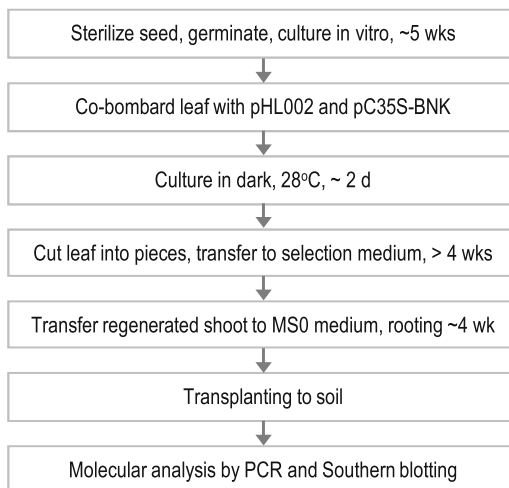 Sterilize seed, germinate, culture in vitro, ~5 wks
Co-bombard leaf with pHL002 and pC35S-BNK
Culture in dark, 28ºC, ~ 2 d
Cut leaf into pieces, transfer to selection medium, > 4 wks
Transfer regenerated shoot to MS0 medium, rooting ~4 wk
Transplanting to soil
Molecular analysis by PCR and Southern blotting